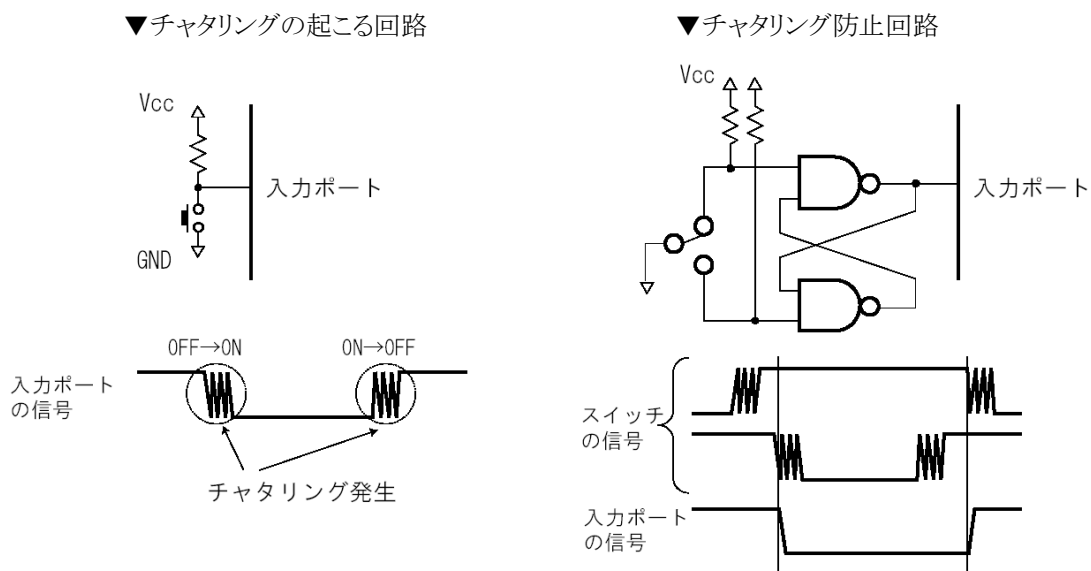 ▼チャタリングの起こる回路
Vcc
入力ポート
GND
OFF→ON
ON→OFF
入力ポート
の信号
チャタリング発生
▼チャタリング防止回路
Vcc
入力ポート
スイッチ
の信号
入力ポート
の信号